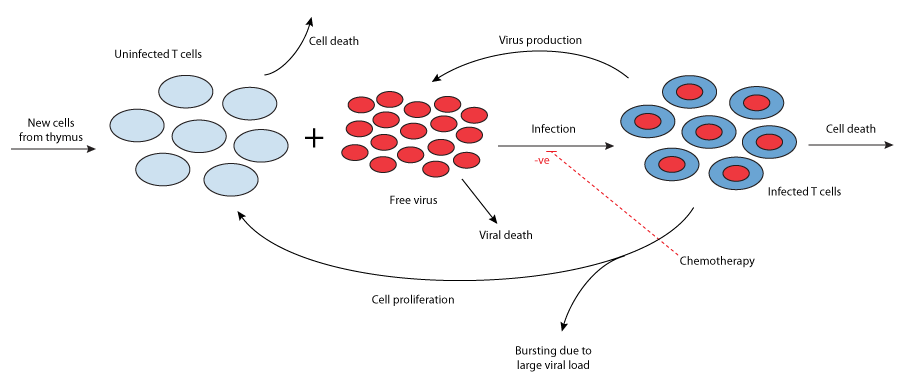 Cell death
Uninfected T cells
Virus production
New cells
from thymus
+
Infection
-ve
Cell death
Infected T cells
Free virus
Viral death
Chemotherapy
Cell proliferation
Bursting due to
large viral load